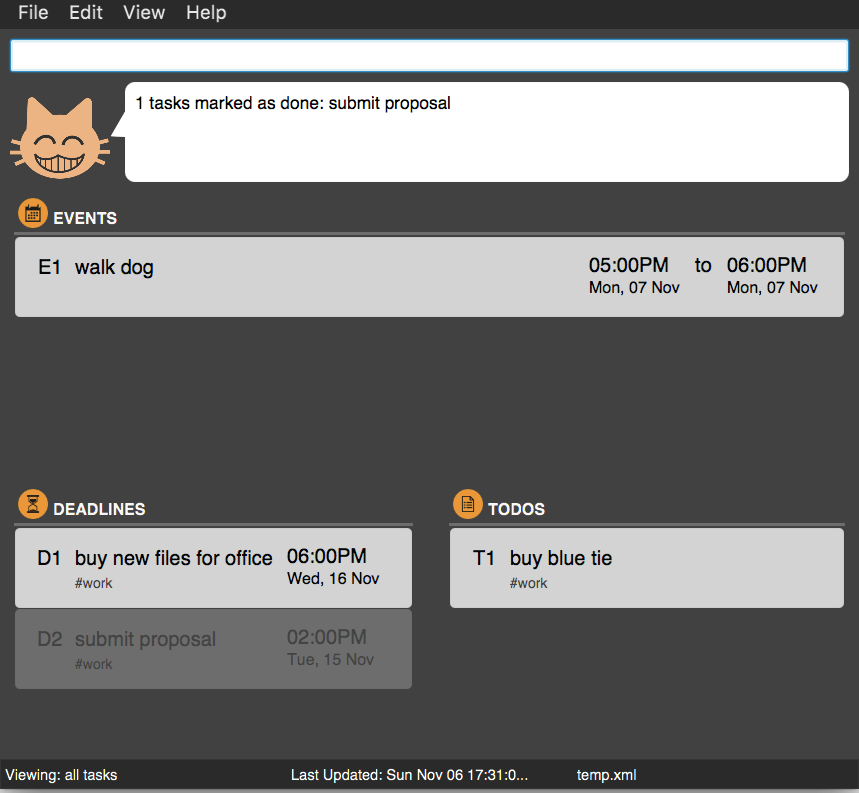 File Edit View Help
1 tasks marked as done: submit proposal
EVENTS
E1 walk dog 05:00PM to 06:00PM
Mon, 07 Nov Mon, 07 Nov
DEADLINES
D1 buy new files for office 06:00PM
#work Wed, 16 Nov
D2 submit proposal 02:00PM
#work Tue, 15 Nov
TODOS
T1 buy blue tie
#work
Viewing: all tasks Last Updated: Sun Nov 06 17:31:0... temp.xml